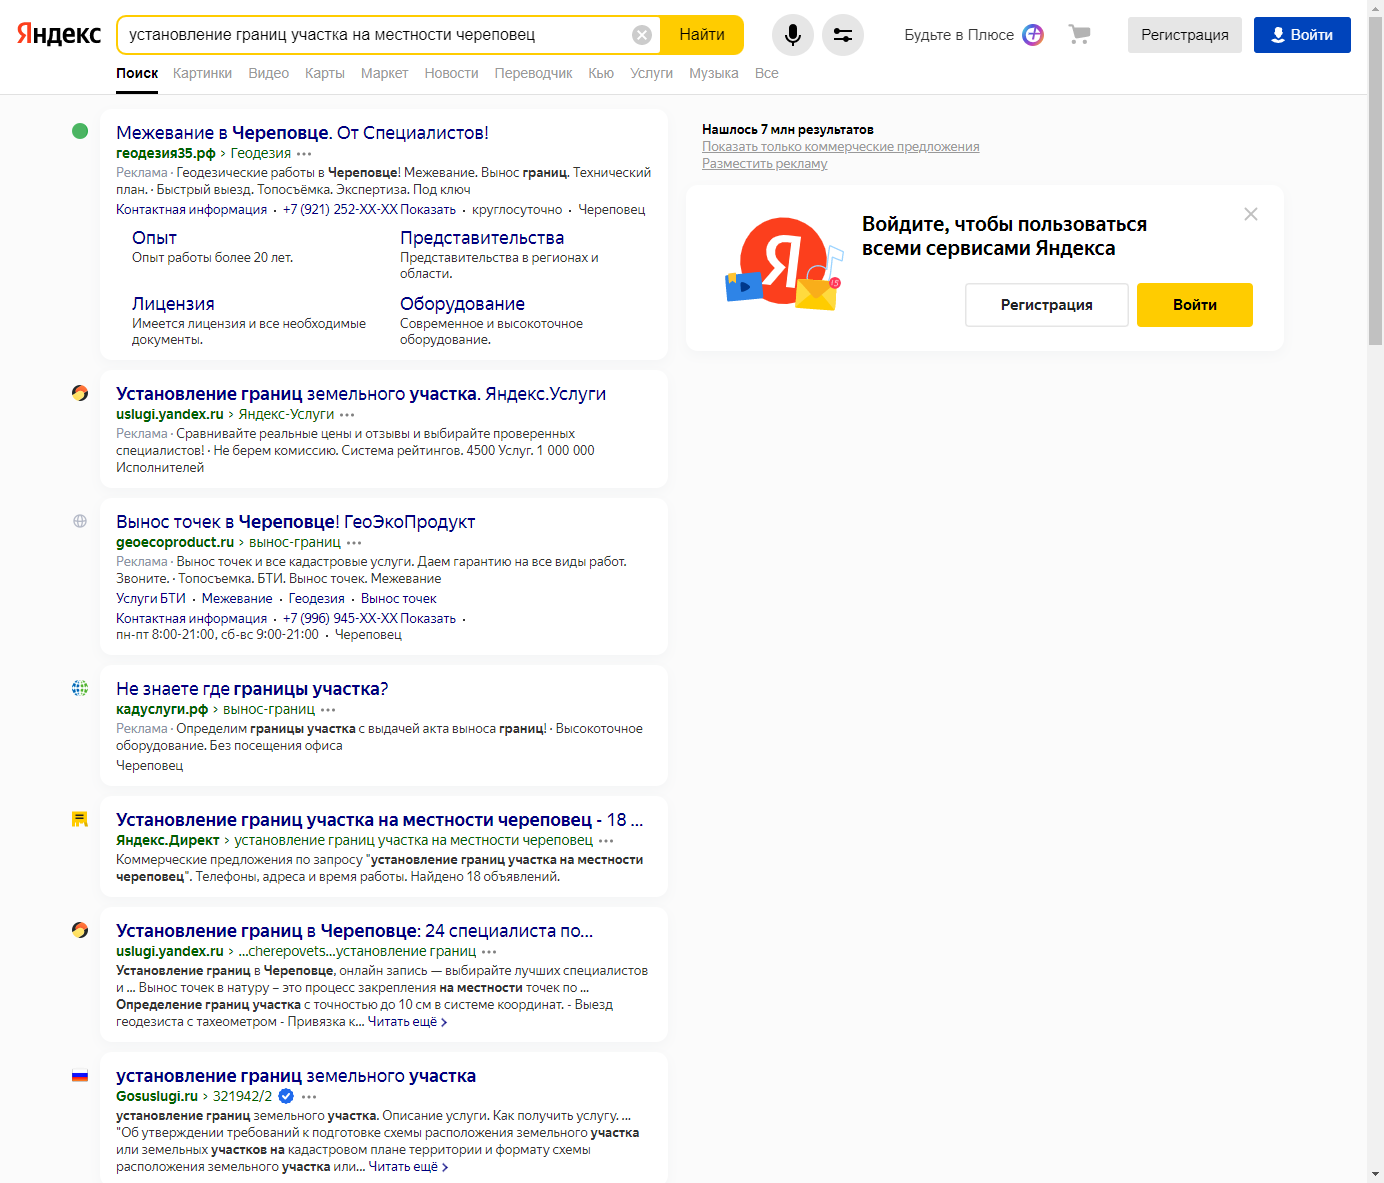 Яндекс
установление границ участка на местности череповец
Найти
Будьте в Плюсе
Регистрация
Войти
Поиск Картинки Видео Карты Маркет Новости Переводчик Кью Услуги Музыка Все
Межевание в Череповце. От Специалистов!
геодезия35.рф › Геодезия
Реклама · Геодезические работы в Череповце! Межевание. Вынос границ. Технический
план. · Быстрый выезд. Топосъёмка. Экспертиза. Под ключ
Контактная информация · +7 (921) 252-XX-XX Показать · круглосуточно · Череповец
Опыт
Опыт работы более 20 лет.
Представительства
Представительства в регионах и
области.
Лицензия
Имеется лицензия и все необходимые
документы.
Оборудование
Современное и высокоточное
оборудование.
Установление границ земельного участка. Яндекс.Услуги
uslugi.yandex.ru › Яндекс-Услуги
Реклама · Сравнивайте реальные цены и отзывы и выбирайте проверенных
специалистов! · Не берем комиссию. Система рейтингов. 4500 Услуг. 1 000 000
Исполнителей
Вынос точек в Череповце! ГеоЭкоПродукт
geoecoproduct.ru › вынос-границ
Реклама · Вынос точек и все кадастровые услуги. Даем гарантию на все виды работ.
Звоните. · Топосъемка. БТИ. Вынос точек. Межевание
Услуги БТИ · Межевание · Геодезия · Вынос точек
Контактная информация · +7 (996) 945-XX-XX Показать ·
пн-пт 8:00-21:00, сб-вс 9:00-21:00 · Череповец
Не знаете где границы участка?
кадуслуги.рф › вынос-границ
Реклама · Определим границы участка с выдачей акта выноса границ! · Высокоточное
оборудование. Без посещения офиса
Череповец
Установление границ участка на местности череповец - 18 ...
Яндекс.Директ › установление границ участка на местности череповец
Коммерческие предложения по запросу "установление границ участка на местности
череповец". Телефоны, адреса и время работы. Найдено 18 объявлений.
Установление границ в Череповце: 24 специалиста по...
uslugi.yandex.ru › ...cherepovets...установление границ
Установление границ в Череповце, онлайн запись — выбирайте лучших специалистов
и ... Вынос точек в натуру – это процесс закрепления на местности точек по ...
Определение границ участка с точностью до 10 см в системе координат. - Выезд
геодезиста с тахеометром - Привязка к... Читать ещё ›
установление границ земельного участка
Gosuslugi.ru › 321942/2
установление границ земельного участка. Описание услуги. Как получить услугу. ...
"Об утверждении требований к подготовке схемы расположения земельного участка
или земельных участков на кадастровом плане территории и формату схемы
расположения земельного участка или... Читать ещё ›
Нашлось 7 млн результатов
Показать только коммерческие предложения
Разместить рекламу
Войдите, чтобы пользоваться
всеми сервисами Яндекса
Я
15
Регистрация
Войти